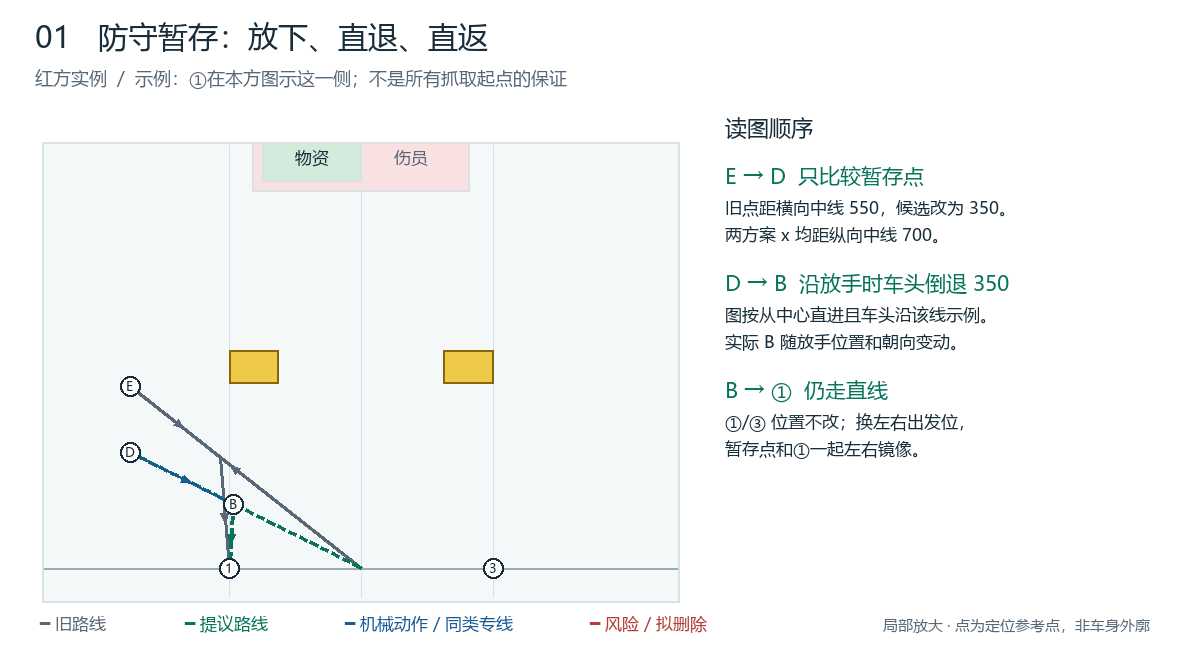 01 防守暂存：放下、直退、直返
红方实例 / 示例：①在本方图示这一侧；不是所有抓取起点的保证
物资
伤员
E
D
B
1
3
读图顺序
E → D 只比较暂存点
旧点距横向中线 550，候选改为 350。
两方案 x 均距纵向中线 700。
D → B 沿放手时车头倒退 350
图按从中心直进且车头沿该线示例。
实际 B 随放手位置和朝向变动。
B → ① 仍走直线
①/③ 位置不改；换左右出发位，
暂存点和①一起左右镜像。
旧路线
提议路线
机械动作 / 同类专线
风险 / 拟删除
局部放大 · 点为定位参考点，非车身外廓